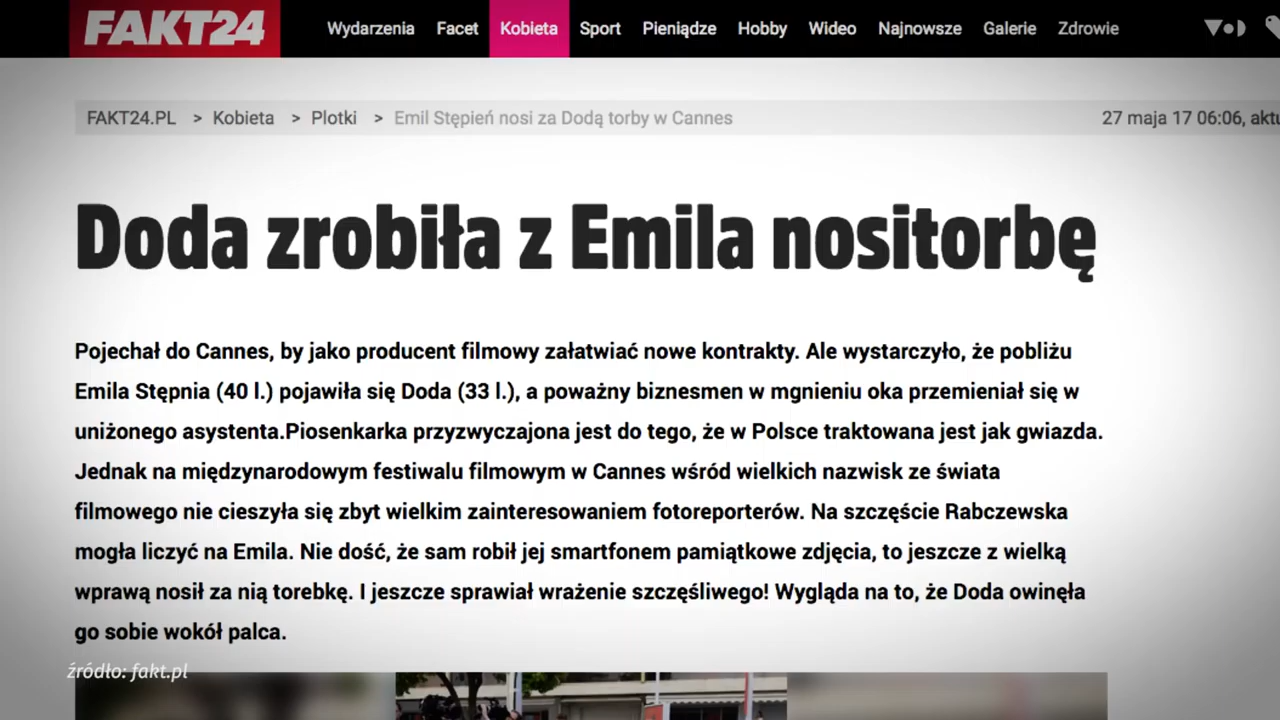 FAKT24 Wydarzenia Facet Kobieta Sport Pieniądze Hobby Wideo Najnowsze Galerie Zdrowie
FAKT24.PL > Kobieta > Plotki > Emil Stępień nosi za Dodą torby w Cannes 27 maja 17 06:06,
Doda zrobiła z Emila nositorbę
Pojechał do Cannes, by jako producent filmowy załatwiać nowe kontrakty. Ale wystarczyło, że pobliżu
Emila Stępnia (40 l.) pojawiła się Doda (33 l.), a poważny biznesmen w mgnieniu oka przemieniał się w
uniżonego asystenta.Piosenkarka przyzwyczajona jest do tego, że w Polsce traktowana jest jak gwiazda.
Jednak na międzynarodowym festiwalu filmowym w Cannes wśród wielkich nazwisk ze świata
filmowego nie cieszyła się zbyt wielkim zainteresowaniem fotoreporterów. Na szczęście Rabczewska
mogła liczyć na Emila. Nie dość, że sam robił jej smartfonem pamiątkowe zdjęcia, to jeszcze z wielką
wprawą nosił za nią torebkę. I jeszcze sprawiał wrażenie szczęśliwego! Wygląda na to, że Doda owinęła
go sobie wokół palca.
źródło: fakt.pl